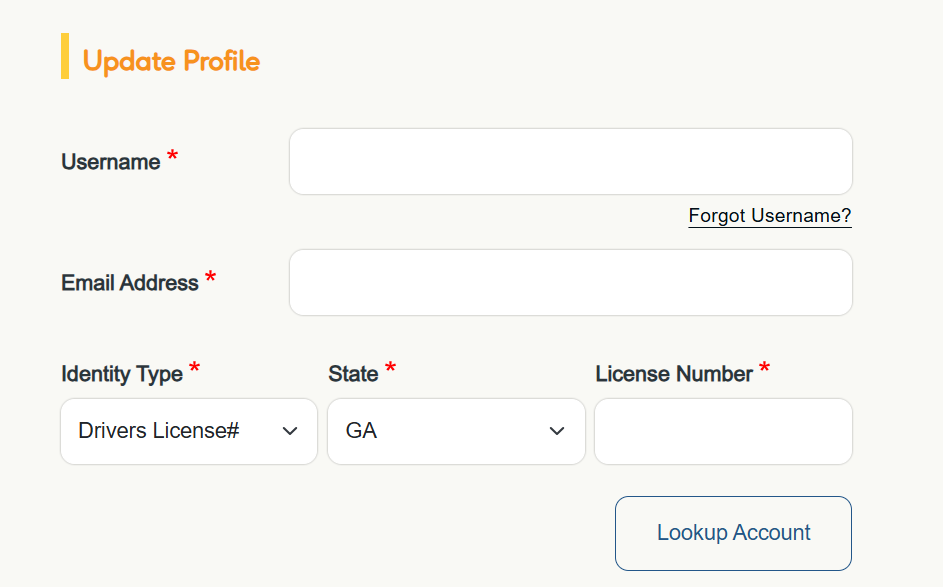 Update Profile
Username *
Forgot Username?
Email Address *
Identity Type * State * License Number *
Drivers License# GA
Lookup Account